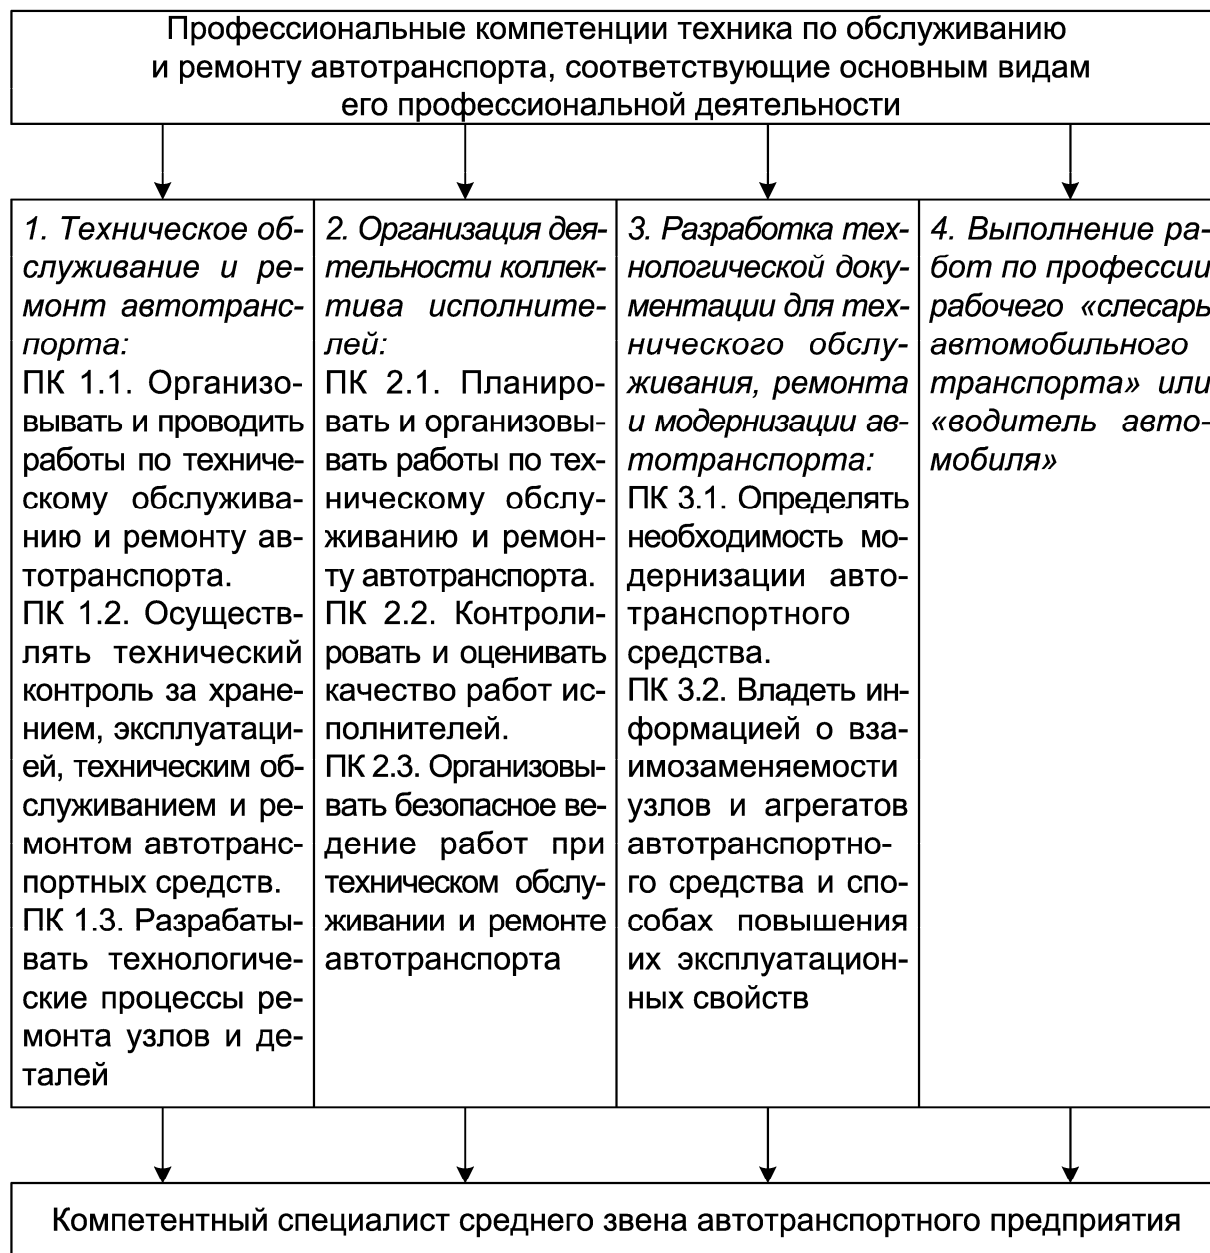 Профессиональные компетенции техника по обслуживанию
и ремонту автотранспорта, соответствующие основным видам
его профессиональной деятельности
1. Техническое об-
служивание и ре-
монт автотранс-
порта:
ПК 1.1. Организо-
вывать и проводить
работы по техниче-
скому обслужива-
нию и ремонту ав-
тотранспорта.
ПК 1.2. Осуществ-
лять технический
контроль за хране-
нием, эксплуатаци-
ей, техническим об-
служиванием и ре-
монтом автотранс-
портных средств.
ПК 1.3. Разрабаты-
вать технологиче-
ские процессы ре-
монта узлов и де-
талей
2. Организация дея-
тельности коллек-
тива исполните-
лей:
ПК 2.1. Планиро-
вать и организовы-
вать работы по тех-
ническому обслу-
живанию и ремон-
ту автотранспорта.
ПК 2.2. Контроли-
ровать и оценивать
качество работ ис-
полнителей.
ПК 2.3. Организовы-
вать безопасное ве-
дение работ при
техническом обслу-
живании и ремонте
автотранспорта
3. Разработка тех-
нологической доку-
ментации для тех-
нического обслу-
живания, ремонта
и модернизации ав-
тотранспорта:
ПК 3.1. Определять
необходимость мо-
дернизации авто-
транспортного
средства.
ПК 3.2. Владеть ин-
формацией о вза-
имозаменяемости
узлов и агрегатов
автотранспортно-
го средства и спо-
собах повышения
их эксплуатацион-
ных свойств
4. Выполнение ра-
бот по профессии
рабочего «слесарь
автомобильного
транспорта» или
«водитель авто-
мобиля»
Компетентный специалист среднего звена автотранспортного предприятия